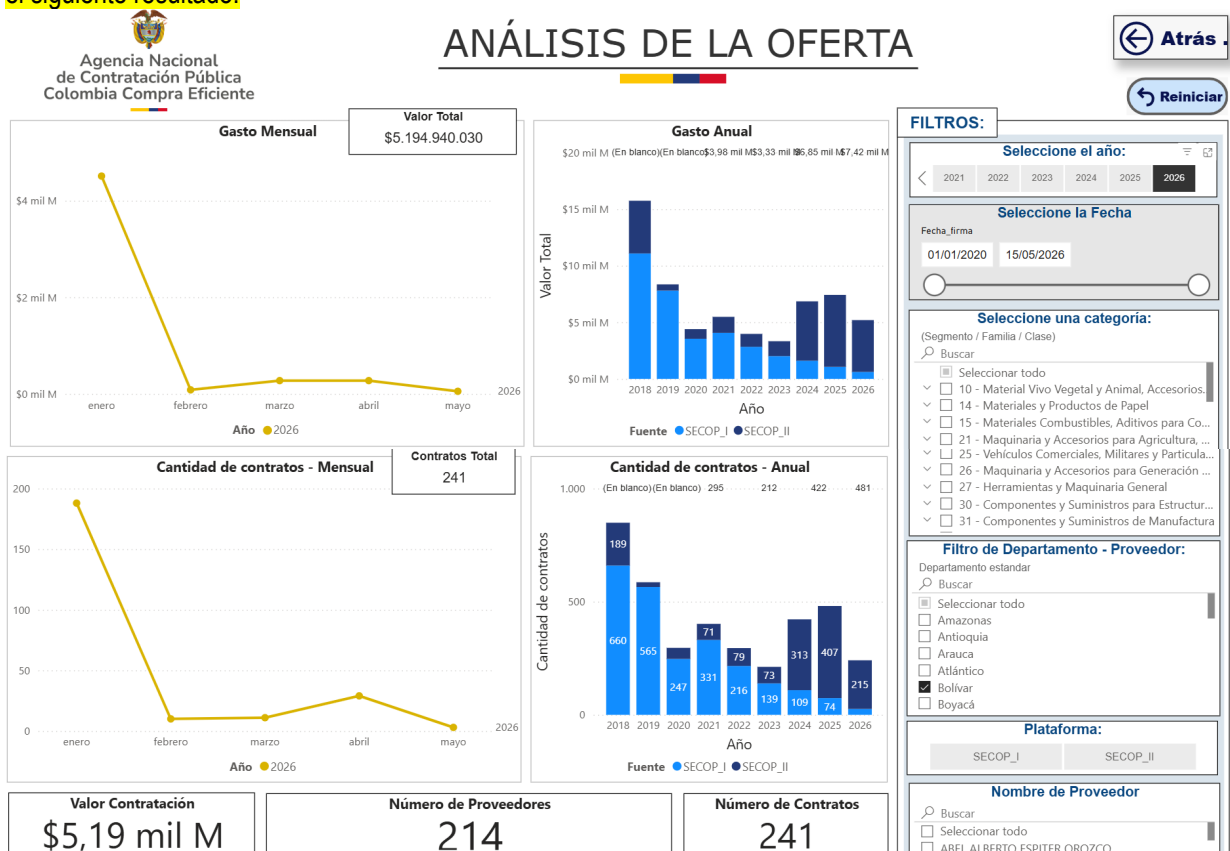 el siguiente resultado:
Agencia Nacional
de Contratación Pública
Colombia Compra Eficiente
ANÁLISIS DE LA OFERTA
Atrás .
Reiniciar
Gasto Mensual
Valor Total
$5.194.940.030
$4 mil M
$2 mil M
$0 mil M
enero febrero marzo abril mayo
2026
Año 2026
Gasto Anual
$20 mil M (En blanco)(En blanco$3,98 mil M$3,33 mil M$6,85 mil M$7,42 mil M
$15 mil M
$10 mil M
$5 mil M
$0 mil M
Valor Total
2018 2019 2020 2021 2022 2023 2024 2025 2026
Año
Fuente SECOP_I SECOP_II
Cantidad de contratos - Mensual
Contratos Total
241
200
150
100
50
0
enero febrero marzo abril mayo
2026
Año 2026
Cantidad de contratos - Anual
1.000 (En blanco)(En blanco) 295 212 422 481
500
0
Cantidad de contratos
189
660
565
247
71
331
79
216
73
139
313
109
407
74
215
2018 2019 2020 2021 2022 2023 2024 2025 2026
Año
Fuente SECOP_I SECOP_II
Valor Contratación
$5,19 mil M
Número de Proveedores
214
Número de Contratos
241
FILTROS:
Seleccione el año:
2021 2022 2023 2024 2025 2026
Seleccione la Fecha
Fecha_firma
01/01/2020 15/05/2026
Seleccione una categoría:
(Segmento / Familia / Clase)
Buscar
Seleccionar todo
10 - Material Vivo Vegetal y Animal, Accesorios...
14 - Materiales y Productos de Papel
15 - Materiales Combustibles, Aditivos para Co...
21 - Maquinaria y Accesorios para Agricultura, ...
25 - Vehículos Comerciales, Militares y Particula...
26 - Maquinaria y Accesorios para Generación ...
27 - Herramientas y Maquinaria General
30 - Componentes y Suministros para Estructur...
31 - Componentes y Suministros de Manufactura
Filtro de Departamento - Proveedor:
Departamento estandar
Buscar
Seleccionar todo
Amazonas
Antioquia
Arauca
Atlántico
Bolívar
Boyacá
Plataforma:
SECOP_I SECOP_II
Nombre de Proveedor
Buscar
Seleccionar todo
ABEL ALBERTO ESPITER OROZCO